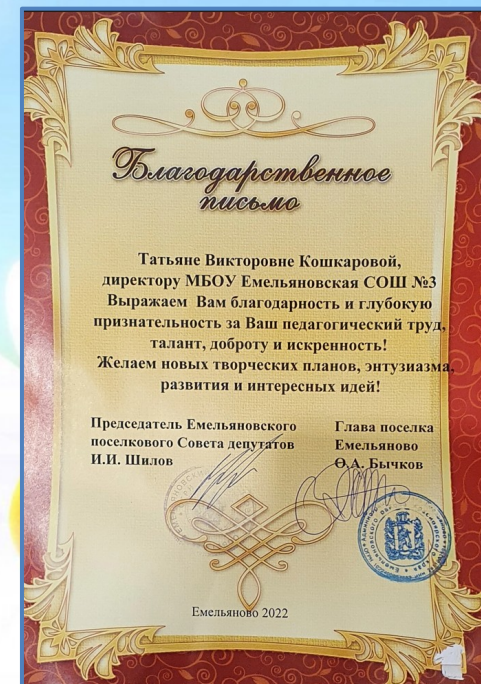 Благодарственное
письмо
Татьяне Викторовне Кошкаровой,
директору МБОУ Емельяновская СОШ №3
Выражаем Вам благодарность и глубокую
признательность за Ваш педагогический труд,
талант, доброту и искренность!
Желаем новых творческих планов, энтузиазма,
развития и интересных идей!
Председатель Емельяновского
поселкового Совета депутатов
И.И. Шилов
Глава поселка
Емельяново
О.А. Бычков
Емельяново 2022